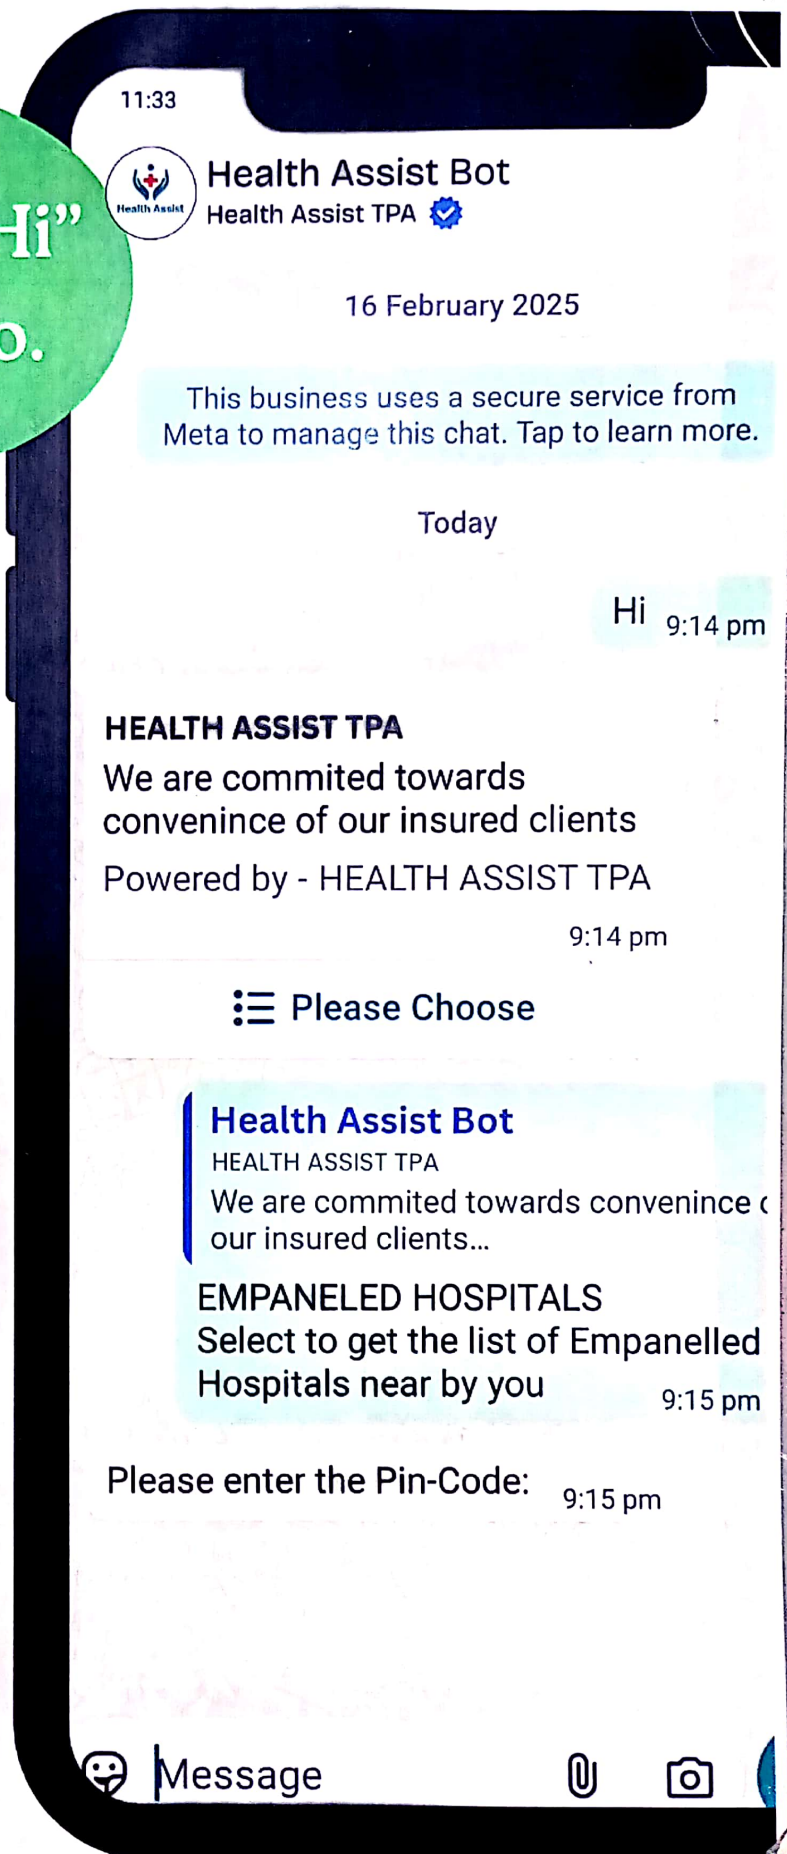 11:33
Hi”
o.
Health Assist
Health Assist Bot
Health Assist TPA
16 February 2025
This business uses a secure service from
Meta to manage this chat. Tap to learn more.
Today
Hi 9:14 pm
HEALTH ASSIST TPA
We are commited towards
convenince of our insured clients
Powered by - HEALTH ASSIST TPA
9:14 pm
Please Choose
Health Assist Bot
HEALTH ASSIST TPA
We are commited towards convenince
our insured clients...
EMPANELED HOSPITALS
Select to get the list of Empanelled
Hospitals near by you 9:15 pm
Please enter the Pin-Code: 9:15 pm
Message